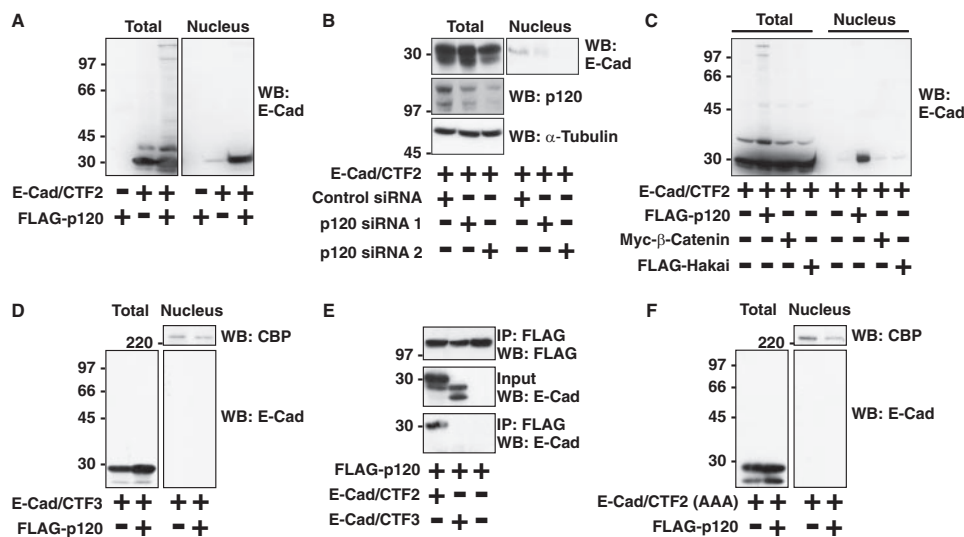 A
Total Nucleus
97
66
45
30
WB:
E-Cad
E-Cad/CTF2 - + + - + +
FLAG-p120 + - + + - +
B
Total Nucleus
30
WB:
E-Cad
WB: p120
97
WB: α-Tubulin
45
E-Cad/CTF2 + + + + + +
Control siRNA + - - + - -
p120 siRNA 1 - + - - + -
p120 siRNA 2 - - + - - +
C
Total Nucleus
97
66
45
30
WB:
E-Cad
E-Cad/CTF2 + + + + + + + +
FLAG-p120 - + - - - + - -
Myc-β-Catenin - - + - - - + -
FLAG-Hakai - - - + - - - +
D
Total Nucleus
220
WB: CBP
97
66
45
30
WB: E-Cad
E-Cad/CTF3 + + + +
FLAG-p120 - + - +
E
97
IP: FLAG
WB: FLAG
30
Input
WB: E-Cad
30
IP: FLAG
WB: E-Cad
FLAG-p120 + + +
E-Cad/CTF2 + - -
E-Cad/CTF3 - + -
F
Total Nucleus
220
WB: CBP
97
66
45
30
WB: E-Cad
E-Cad/CTF2 (AAA) + + + +
FLAG-p120 - + - +